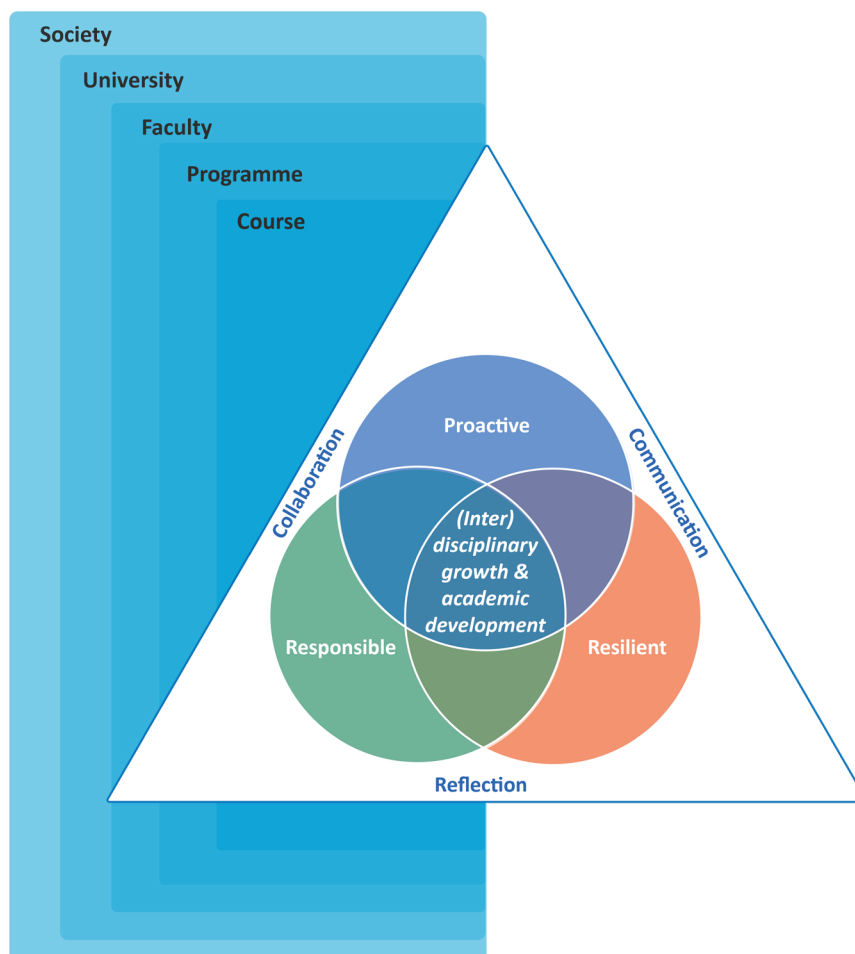 Society
University
Faculty
Programme
Course
Proactive
Collaboration
Communication
(Inter)
disciplinary
growth &
academic
development
Responsible
Resilient
Reflection